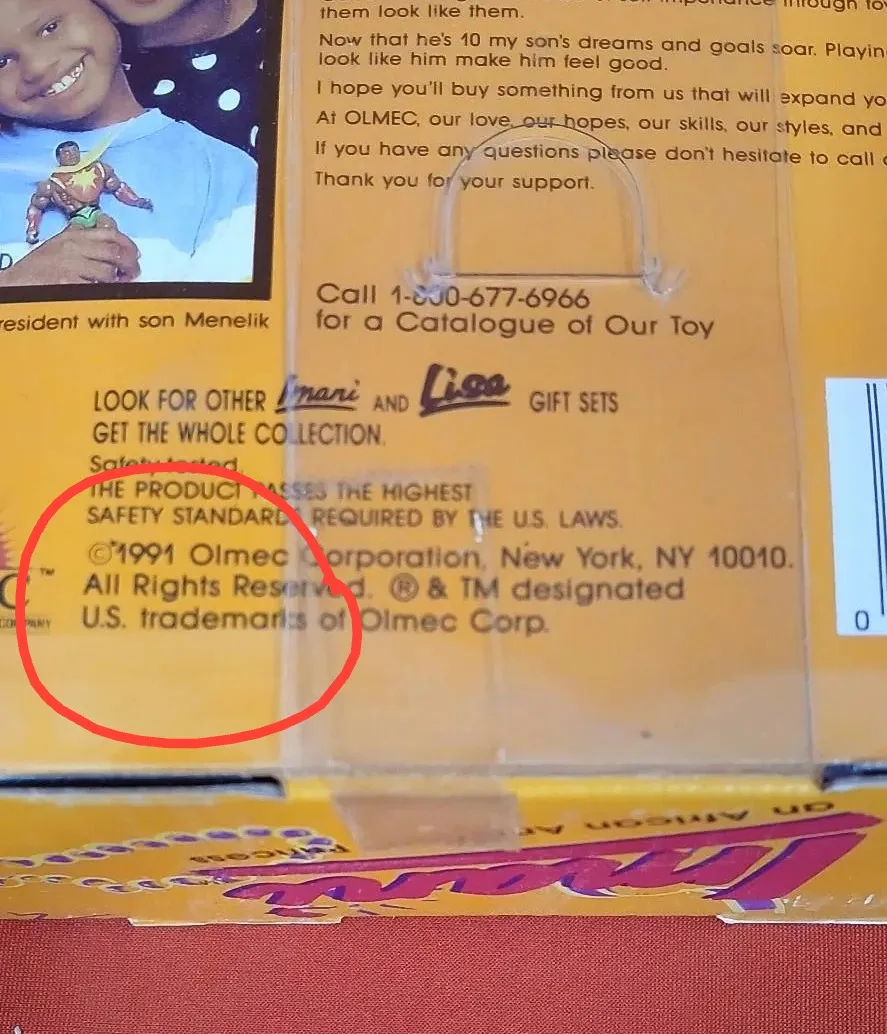 them look like them.
Now that he's 10 my son's dreams and goals soar. Playin
look like him make him feel good.
I hope you'll buy something from us that will expand yo
At OLMEC, our love, our hopes, our skills, our styles, and
If you have any questions please don't hesitate to call
Thank you for your support.
resident with son Menelik
Call 1-800-677-6966
for a Catalogue of Our Toy
LOOK FOR OTHER Imani AND Lisa GIFT SETS
GET THE WHOLE COLLECTION.
Safety tested.
THE PRODUCT PASSES THE HIGHEST
SAFETY STANDARDS REQUIRED BY THE U.S. LAWS.
©1991 Olmec Corporation, New York, NY 10010.
All Rights Reserved. ® & TM designated
U.S. trademarks of Olmec Corp.
C™
COMPANY
0
an African American
Princess
Imani